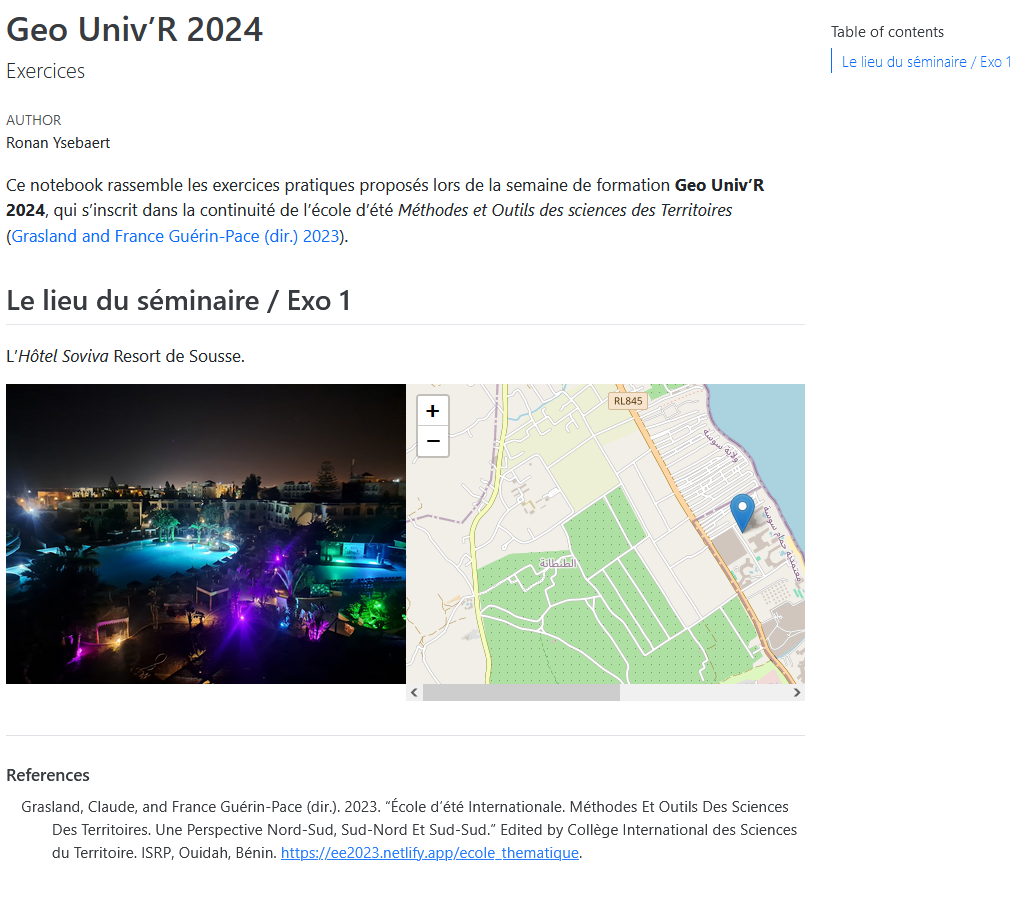 Geo Univ’R 2024
Exercices
AUTHOR
Ronan Ysebaert
Ce notebook rassemble les exercices pratiques proposés lors de la semaine de formation Geo Univ’R
2024, qui s’inscrit dans la continuité de l’école d’été Méthodes et Outils des sciences des Territoires
(Grasland and France Guérin-Pace (dir.) 2023).
Table of contents
Le lieu du séminaire / Exo 1
Le lieu du séminaire / Exo 1
L’Hôtel Soviva Resort de Sousse.
+
−
RL845
ولاية سوسة
معتمدية حمام سوسة
الطنطانة
References
Grasland, Claude, and France Guérin-Pace (dir.). 2023. “École d’été Internationale. Méthodes Et Outils Des Sciences
Des Territoires. Une Perspective Nord-Sud, Sud-Nord Et Sud-Sud.” Edited by Collège International des Sciences
du Territoire. ISRP, Ouidah, Bénin. https://ee2023.netlify.app/ecole_thematique.